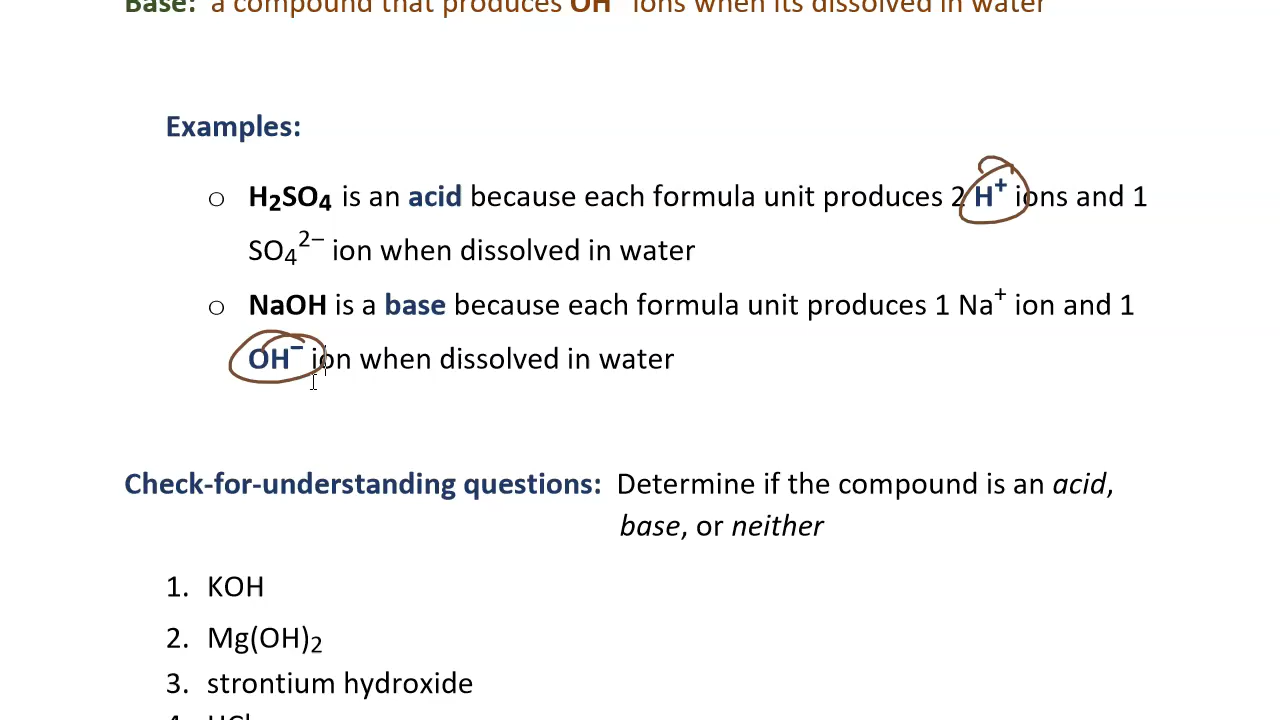 Base: a compound that produces OH⁻ ions when its dissolved in water
Examples:
○ H₂SO₄ is an acid because each formula unit produces 2 H⁺ ions and 1
SO₄²⁻ ion when dissolved in water
○ NaOH is a base because each formula unit produces 1 Na⁺ ion and 1
OH⁻ ion when dissolved in water
Check-for-understanding questions: Determine if the compound is an acid,
base, or neither
1. KOH
2. Mg(OH)₂
3. strontium hydroxide
4. HCl